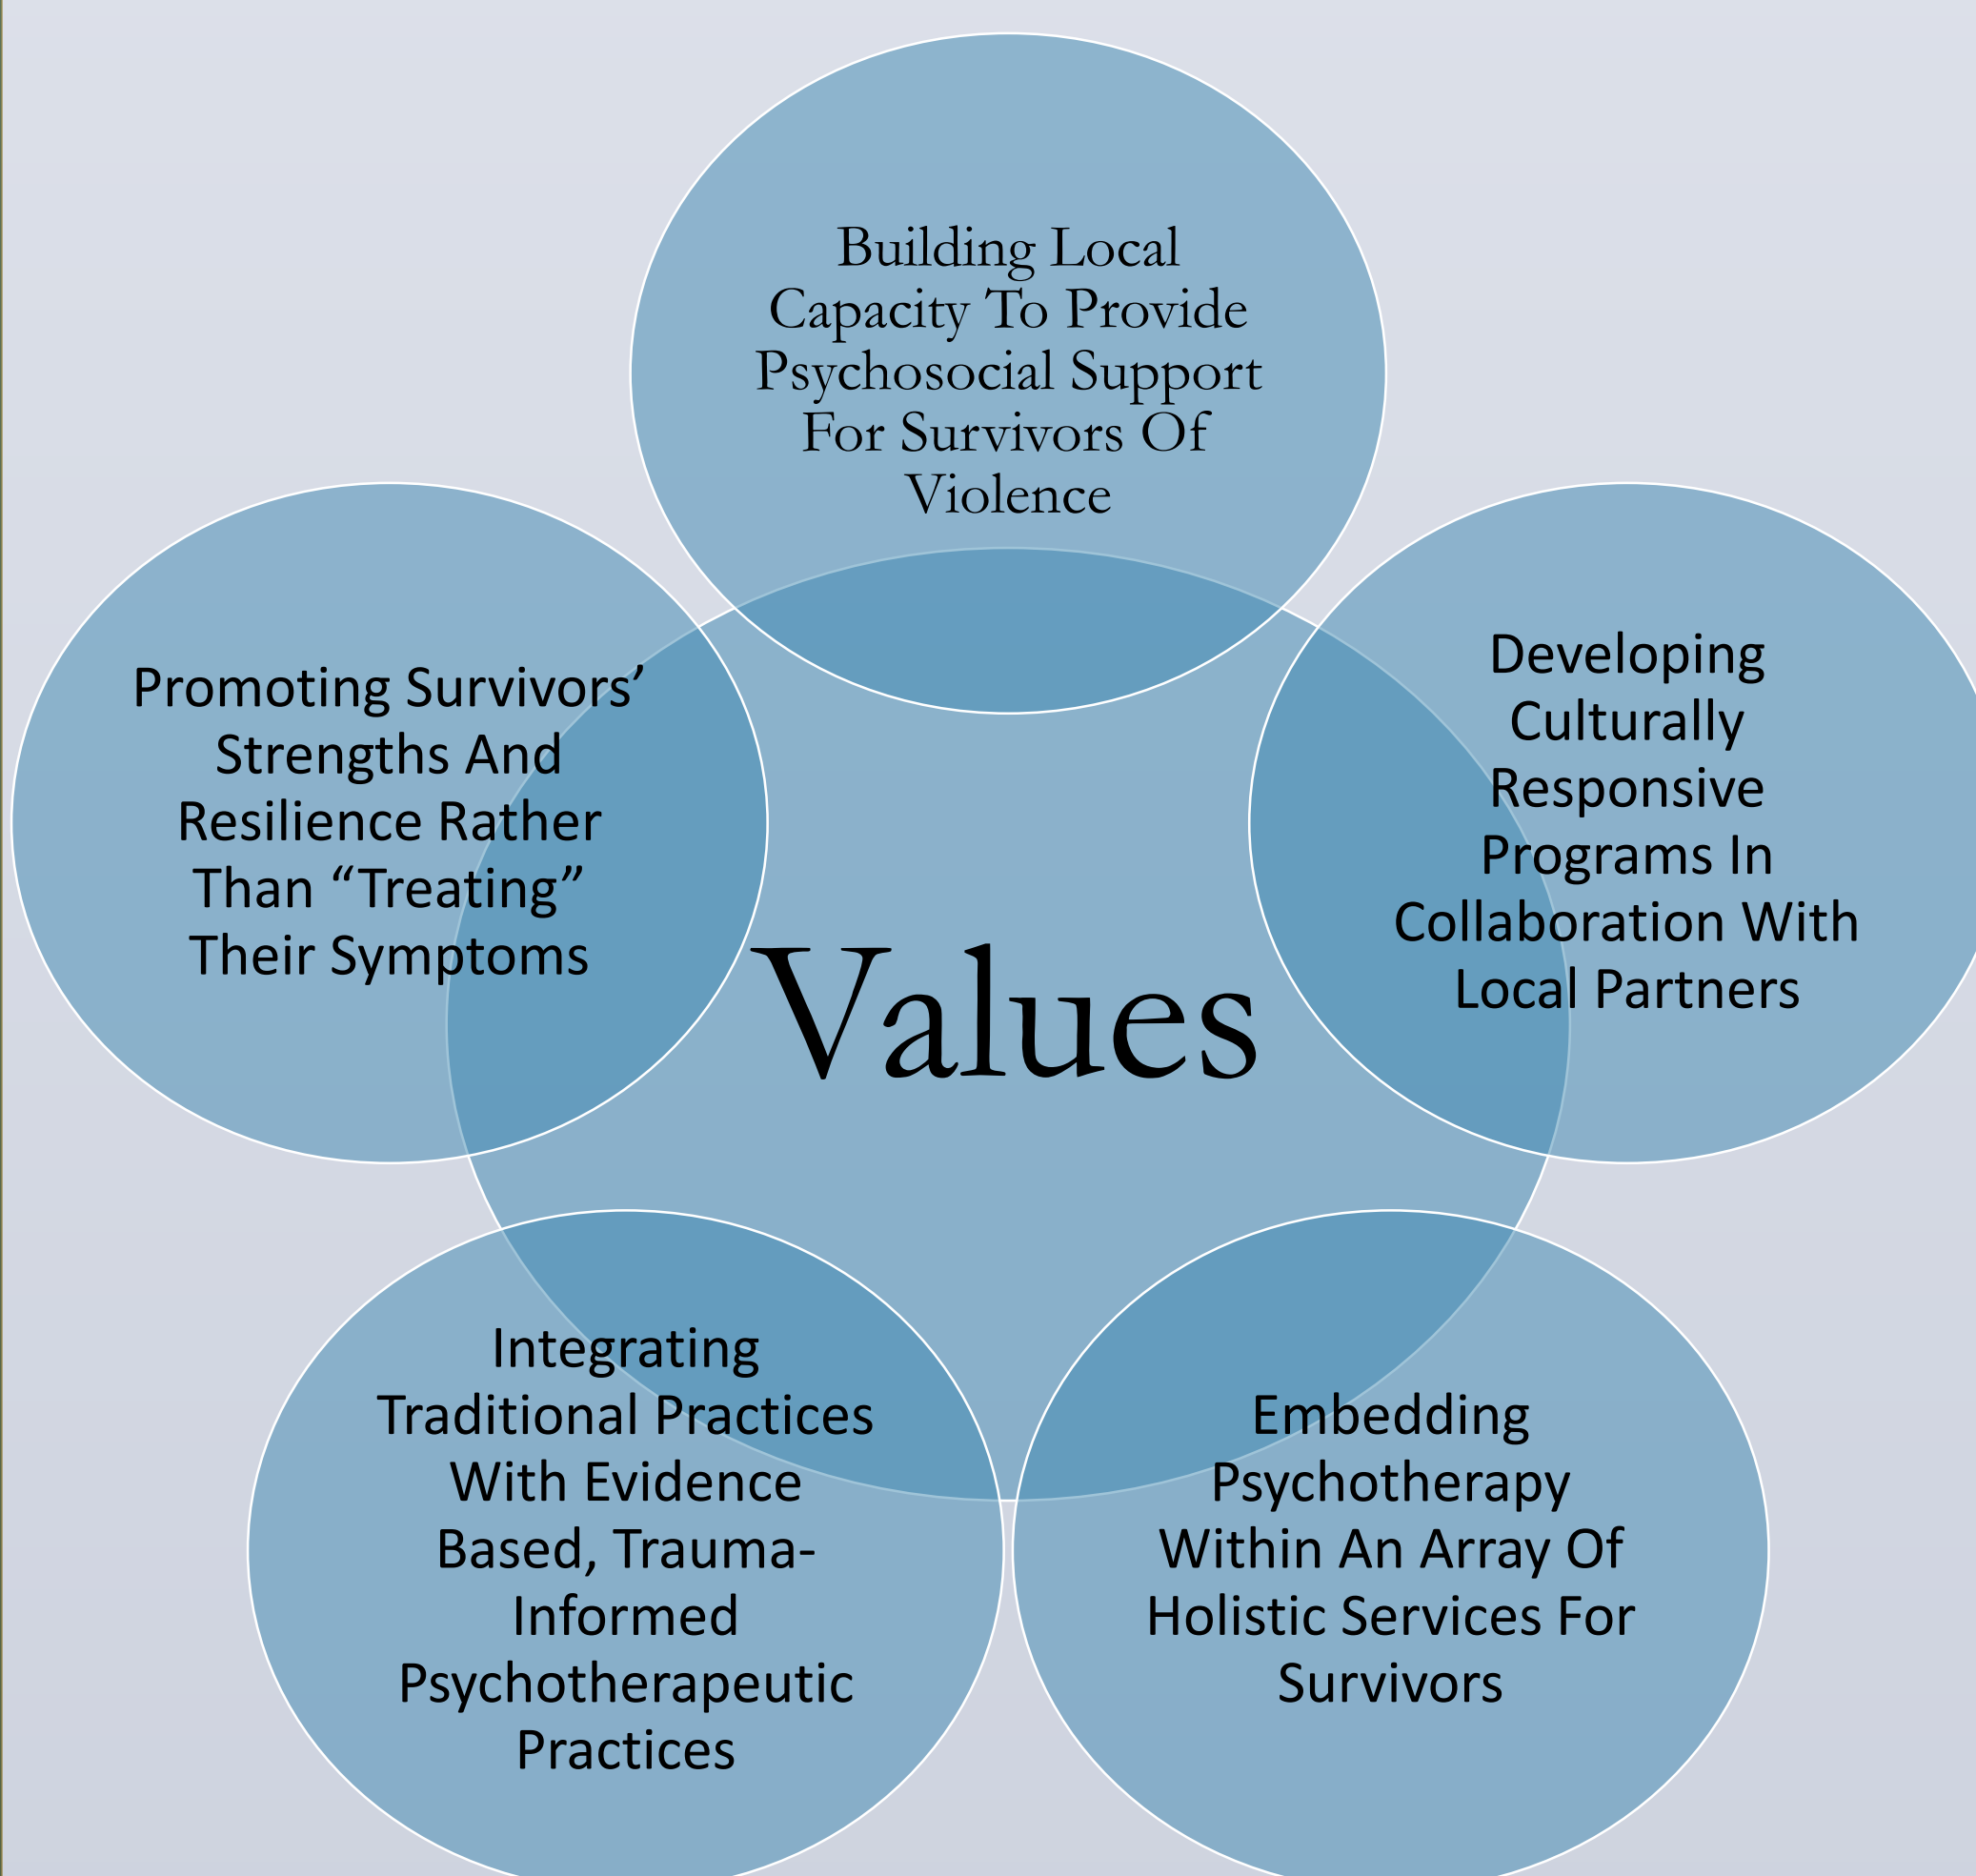 Building Local
Capacity To Provide
Psychosocial Support
For Survivors Of
Violence
Promoting Survivors’
Strengths And
Resilience Rather
Than “Treating”
Their Symptoms
Developing
Culturally
Responsive
Programs In
Collaboration With
Local Partners
Values
Integrating
Traditional Practices
With Evidence
Based, Trauma-
Informed
Psychotherapeutic
Practices
Embedding
Psychotherapy
Within An Array Of
Holistic Services For
Survivors